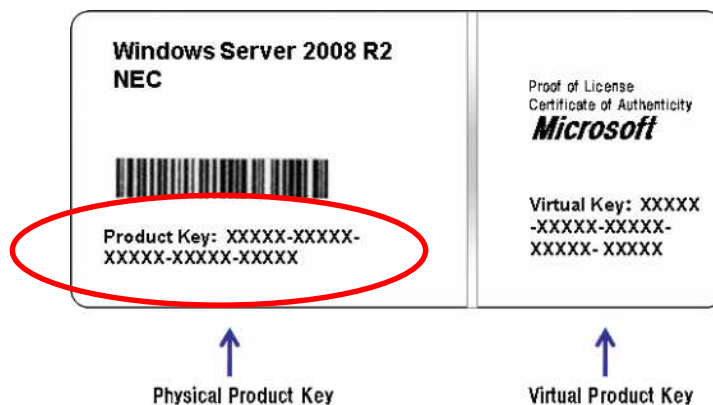 Windows Server 2008 R2
NEC
Product Key: XXXXX-XXXXX-
XXXXX-XXXXX-XXXXX
Proof of License
Certificate of Authenticity
Microsoft
Virtual Key: XXXXX
-XXXXX-XXXXX-
XXXXX- XXXXX
Physical Product Key
Virtual Product Key